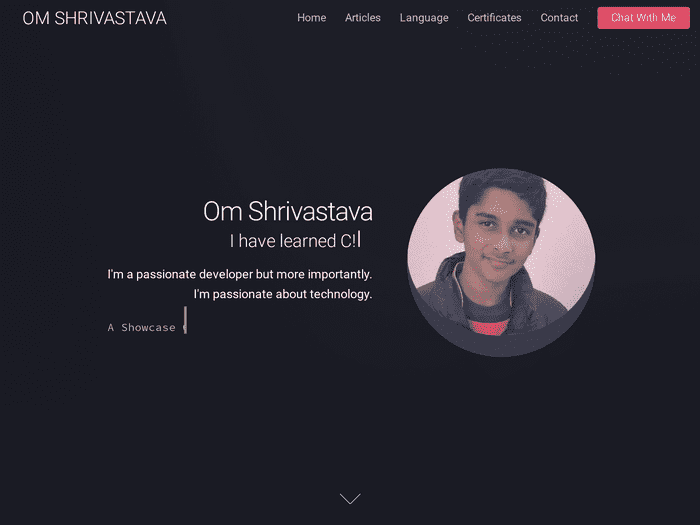 OM SHRIVASTAVA
Home Articles Language Certificates Contact Chat With Me
Om Shrivastava
I have learned C!
I'm a passionate developer but more importantly.
I'm passionate about technology.
A Showcase